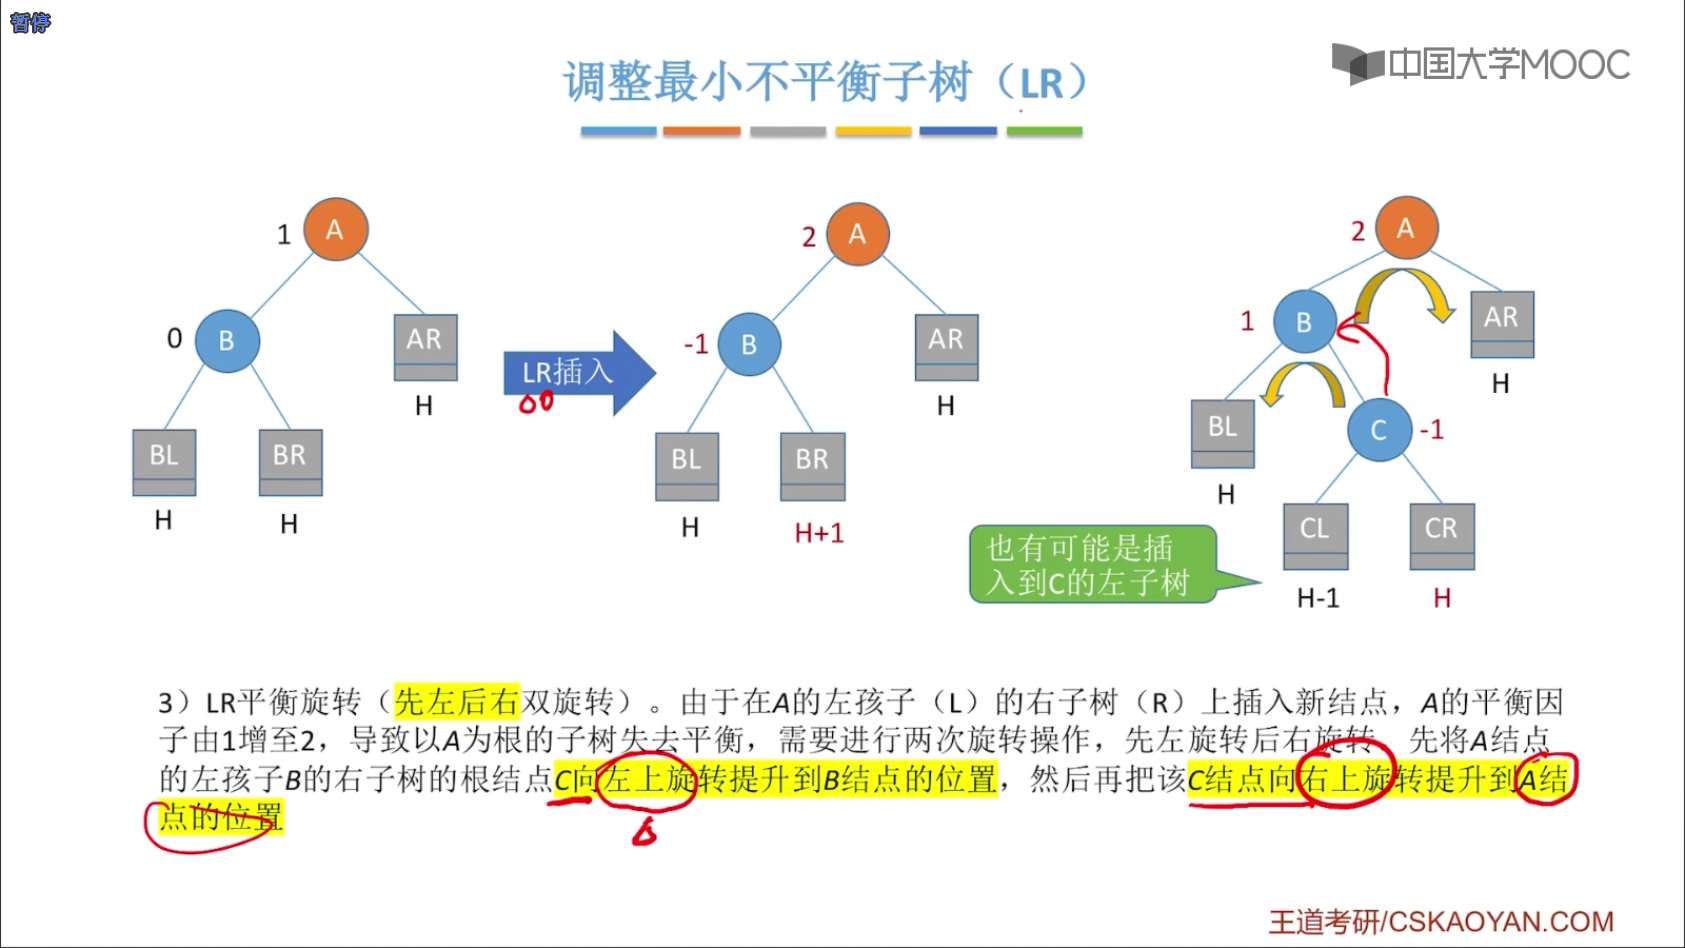 暂停
中国大学MOOC
调整最小不平衡子树（LR）
1 A
0 B
AR
H
BL BR
H H
LR插入
2 A
-1 B
AR
H
BL BR
H H+1
2 A
1 B
AR
H
BL
H
C -1
CL CR
H-1 H
也有可能是插
入到C的左子树
3）LR平衡旋转（先左后右双旋转）。由于在A的左孩子（L）的右子树（R）上插入新结点，A的平衡因
子由1增至2，导致以A为根的子树失去平衡，需要进行两次旋转操作，先左旋转后右旋转。先将A结点
的左孩子B的右子树的根结点C向左上旋转提升到B结点的位置，然后再把该C结点向右上旋转提升到A结
点的位置
王道考研/CSKAOYAN.COM